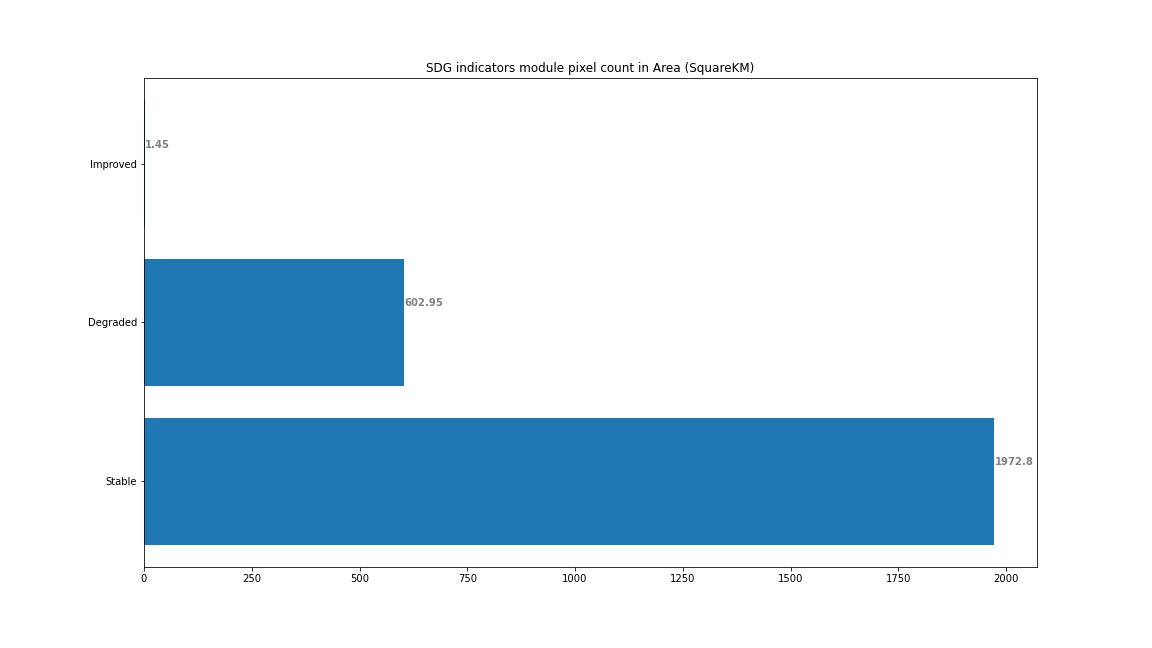 SDG indicators module pixel count in Area (SquareKM)
1.45
Improved
602.95
Degraded
1972.8
Stable
0 250 500 750 1000 1250 1500 1750 2000